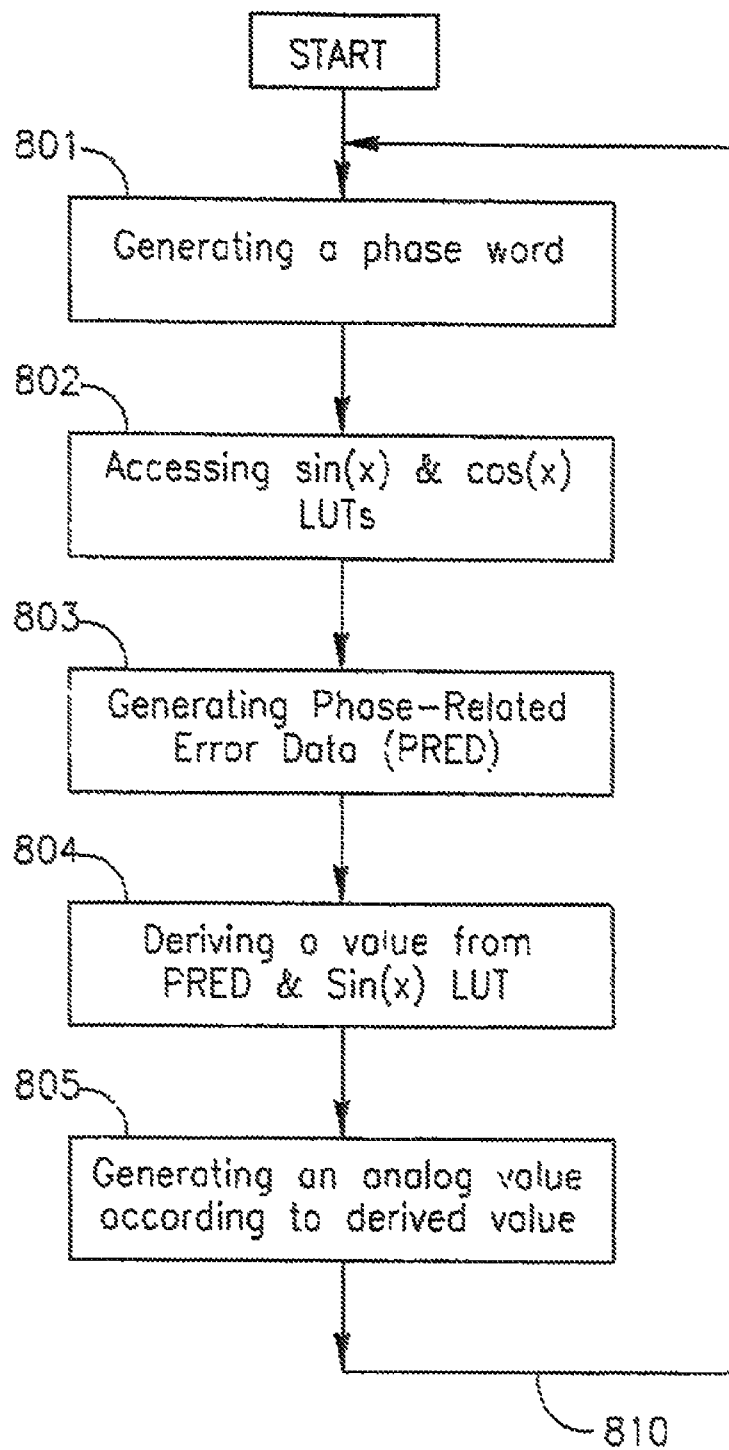 START
801
Generating a phase word
802
Accessing sin(x) & cos(x)
LUTs
803
Generating Phase-Related
Error Data (PRED)
804
Deriving a value from
PRED & Sin(x) LUT
805
Generating an analog value
according to derived value
810